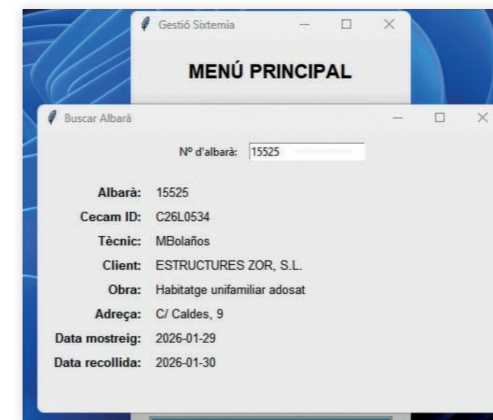 Gestió Sixtemia
MENÚ PRINCIPAL
Buscar Albarà
Nº d'albarà: 15525
Albarà: 15525
Cecam ID: C26L0534
Tècnic: MBolaños
Client: ESTRUCTURES ZOR, S.L.
Obra: Habitatge unifamiliar adosat
Adreça: C/ Caldes, 9
Data mostreig: 2026-01-29
Data recollida: 2026-01-30